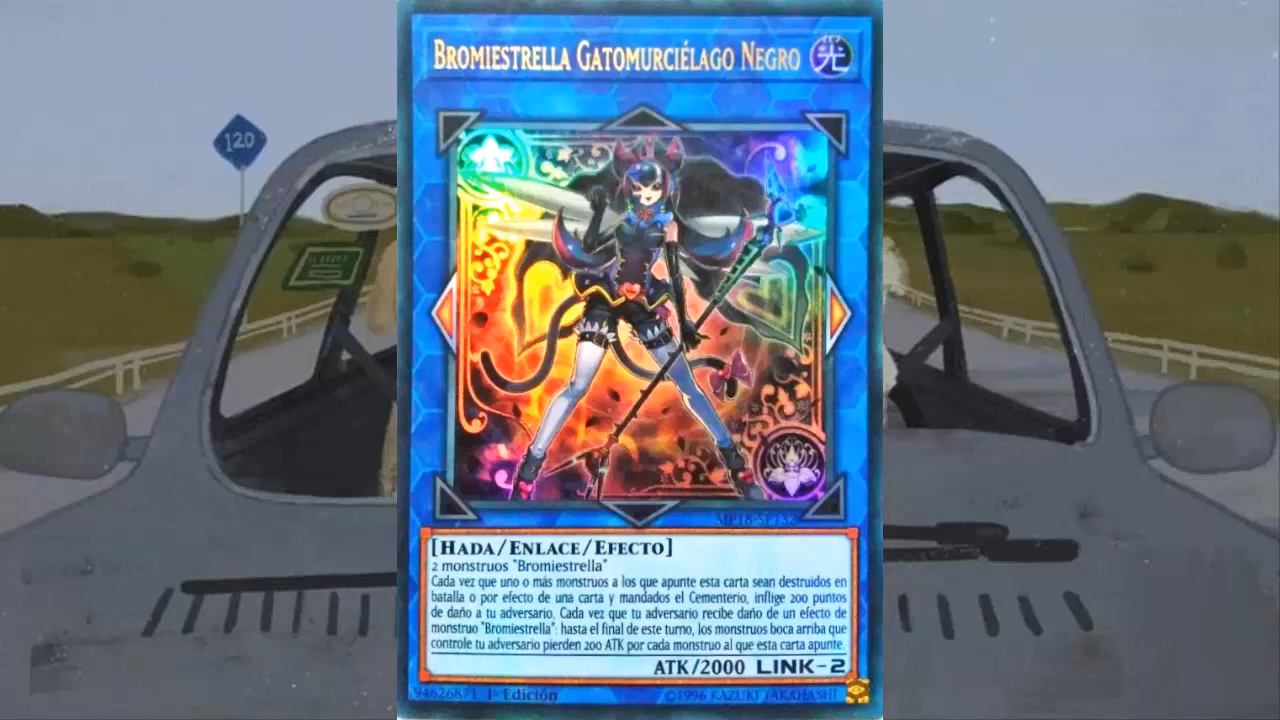 120
BROMIESTRELLA GATOMURCIÉLAGO NEGRO
光
MP18-SP132
[HADA/ENLACE/EFECTO]
2 monstruos "Bromiestrella"
Cada vez que uno o más monstruos a los que apunte esta carta sean destruidos en
batalla o por efecto de una carta y mandados el Cementerio, inflige 200 puntos
de daño a tu adversario. Cada vez que tu adversario recibe daño de un efecto de
monstruo "Bromiestrella": hasta el final de este turno, los monstruos boca arriba que
controle tu adversario pierden 200 ATK por cada monstruo al que esta carta apunte.
ATK/2000 LINK-2
94626871 1ª Edición
©1996 KAZUKI TAKAHASHI